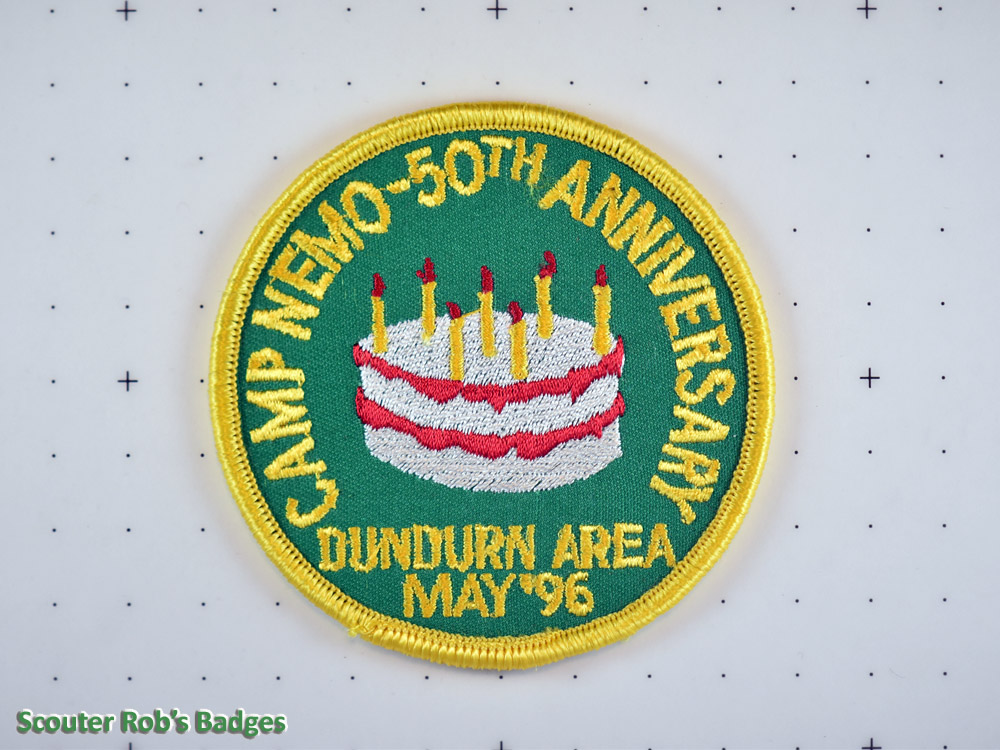 CAMP NEMO-50TH ANNIVERSARY
DUNDURN AREA
MAY '96
Scouter Rob's Badges